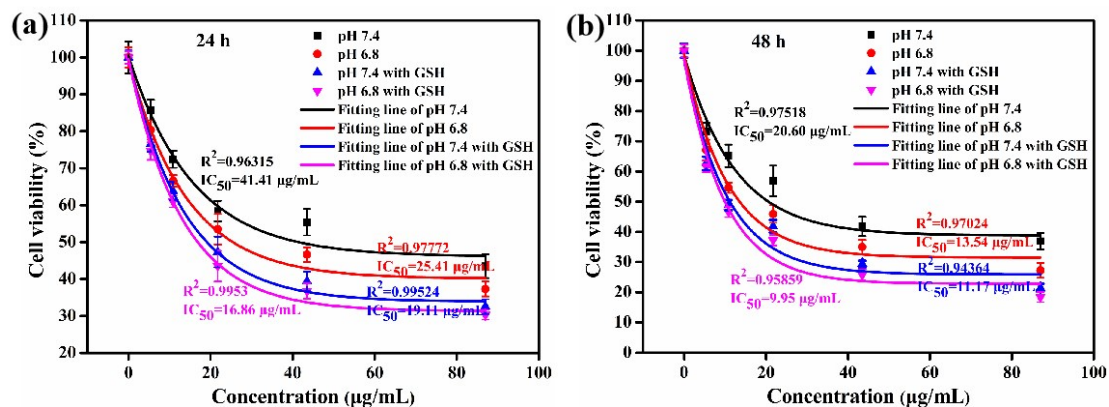 (a)
24 h
pH 7.4
pH 6.8
pH 7.4 with GSH
pH 6.8 with GSH
Fitting line of pH 7.4
Fitting line of pH 6.8
Fitting line of pH 7.4 with GSH
Fitting line of pH 6.8 with GSH
R²=0.96315
IC50=41.41 µg/mL
R²=0.97772
IC50=25.41 µg/mL
R²=0.9953
IC50=16.86 µg/mL
R²=0.99524
IC50=19.11 µg/mL
Cell viability (%)
110
100
90
80
70
60
50
40
30
20
0
20
40
60
80
100
Concentration (µg/mL)
(b)
48 h
pH 7.4
pH 6.8
pH 7.4 with GSH
pH 6.8 with GSH
Fitting line of pH 7.4
Fitting line of pH 6.8
Fitting line of pH 7.4 with GSH
Fitting line of pH 6.8 with GSH
R²=0.97518
IC50=20.60 µg/mL
R²=0.97024
IC50=13.54 µg/mL
R²=0.94364
IC50=11.17 µg/mL
R²=0.95859
IC50=9.95 µg/mL
Cell viability (%)
110
100
90
80
70
60
50
40
30
20
10
0
0
20
40
60
80
100
Concentration (µg/mL)